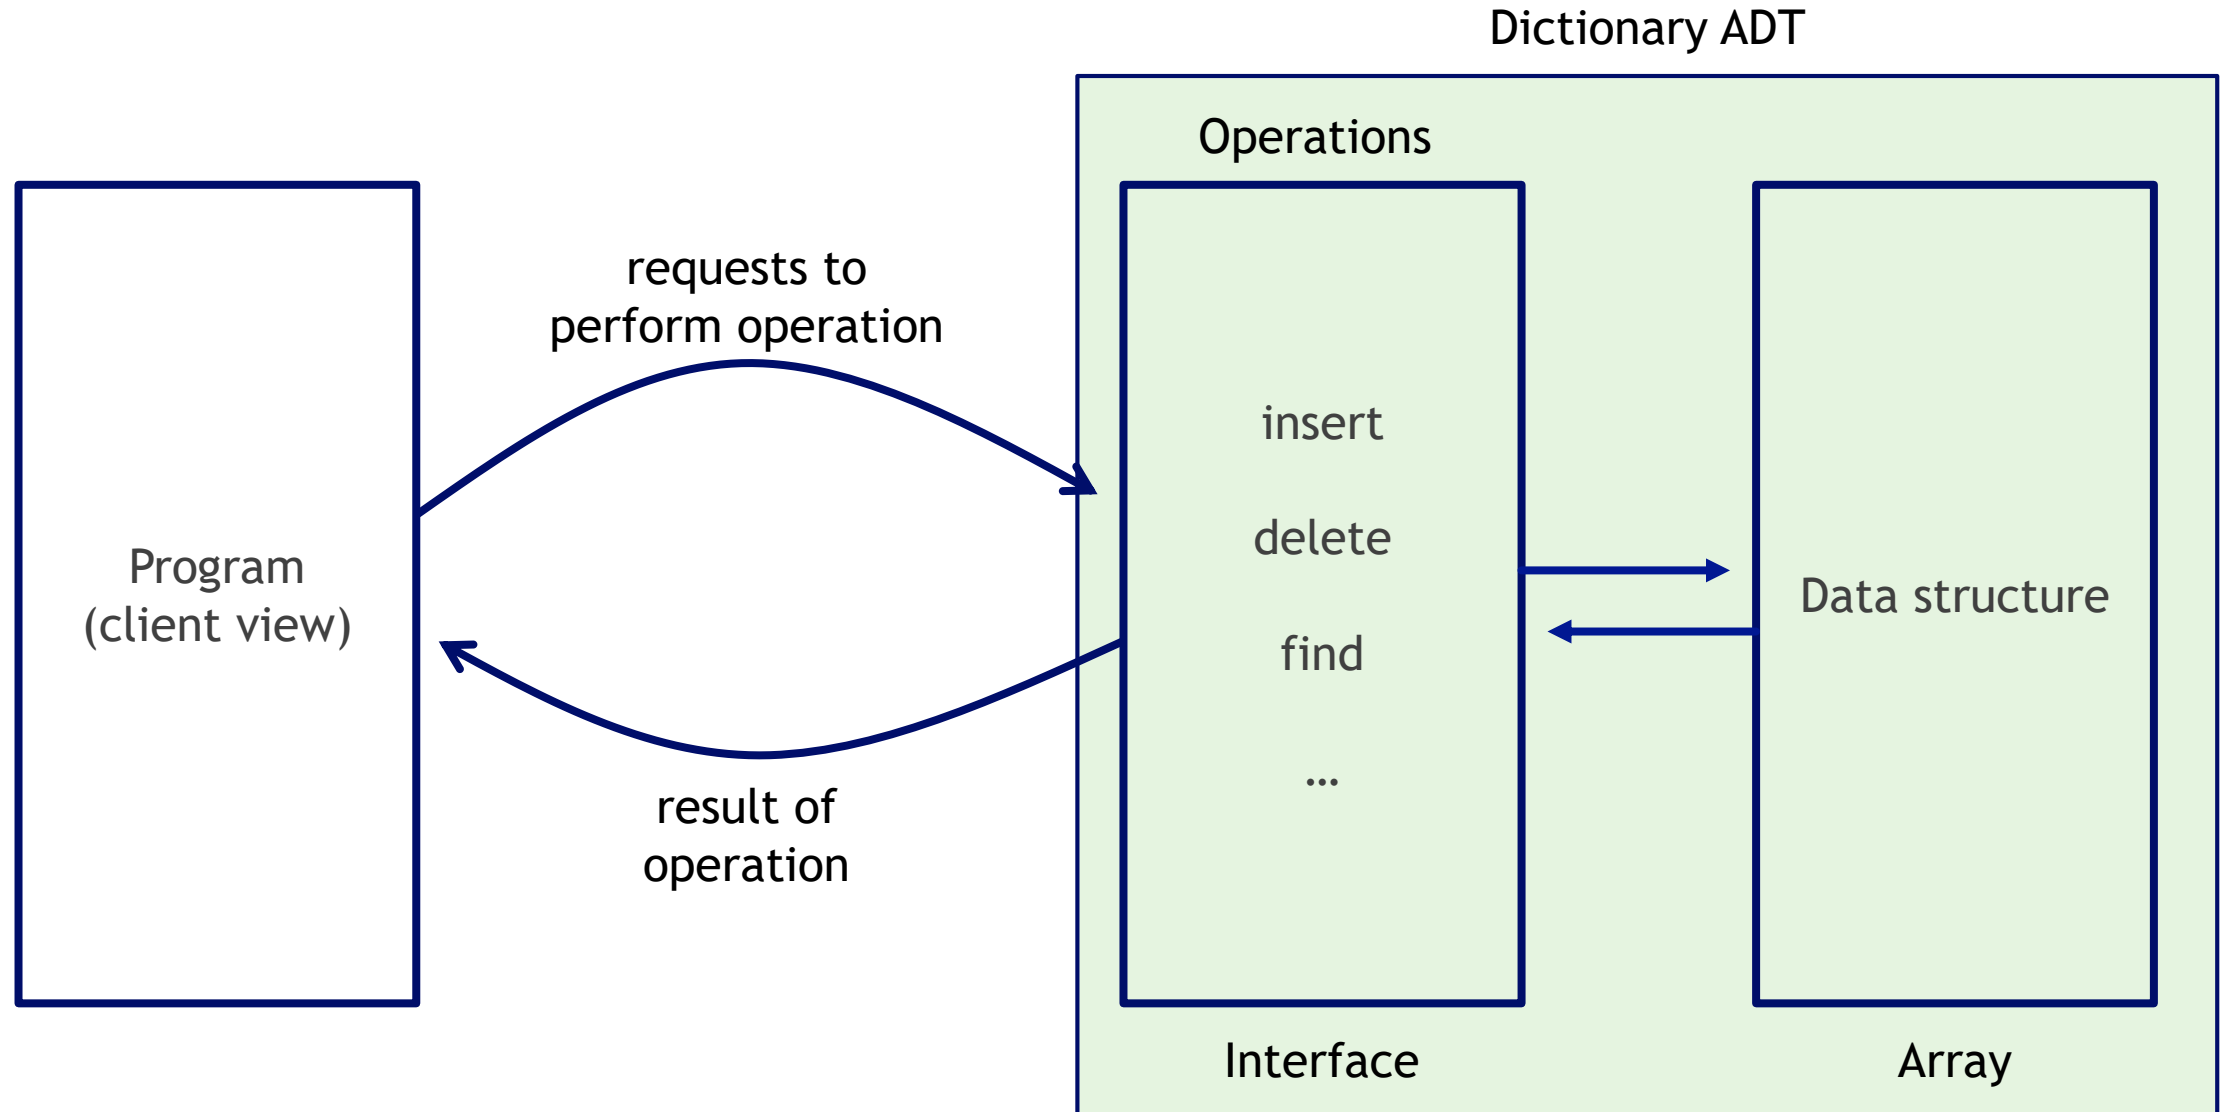 Dictionary ADT
Operations
requests to
perform operation
insert
delete
find
...
Program
(client view)
Data structure
result of
operation
Interface
Array